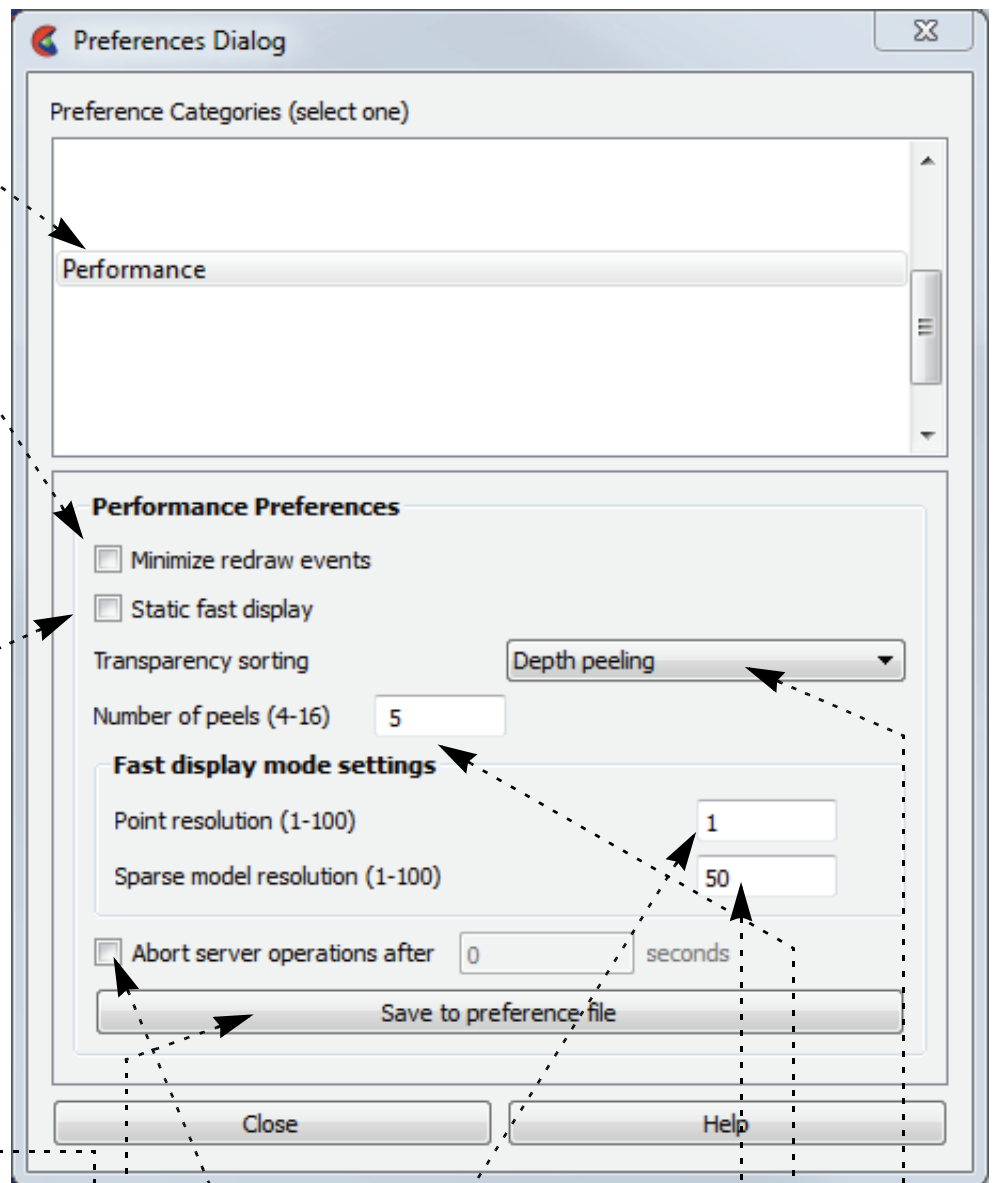 Preferences Dialog
Preference Categories (select one)
Performance
Performance Preferences
Minimize redraw events
Static fast display
Transparency sorting Depth peeling
Number of peels (4-16) 5
Fast display mode settings
Point resolution (1-100) 1
Sparse model resolution (1-100) 50
Abort server operations after 0 seconds
Save to preference file
Close Help